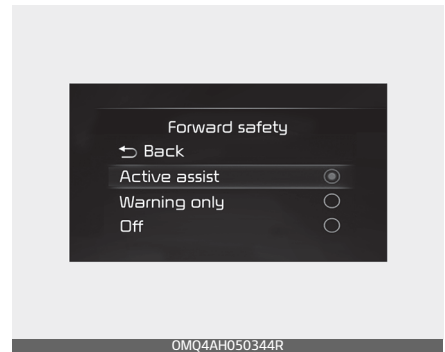 Forward safety
Back
Active assist
Warning only
Off
OMQ4AH050344R